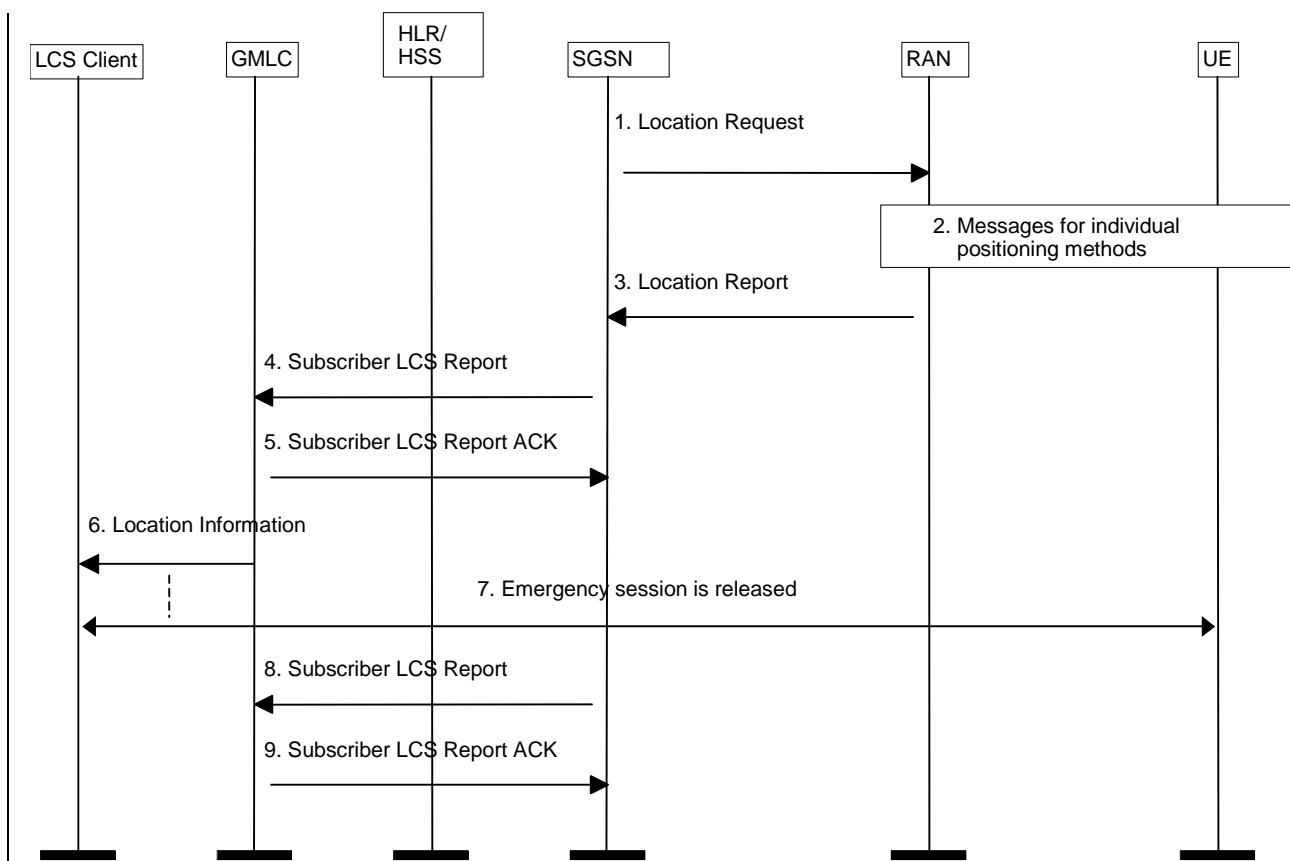 HLR/
HSS
LCS Client
GMLC
SGSN
RAN
UE
1. Location Request
2. Messages for individual
positioning methods
3. Location Report
4. Subscriber LCS Report
5. Subscriber LCS Report ACK
6. Location Information
7. Emergency session is released
8. Subscriber LCS Report
9. Subscriber LCS Report ACK